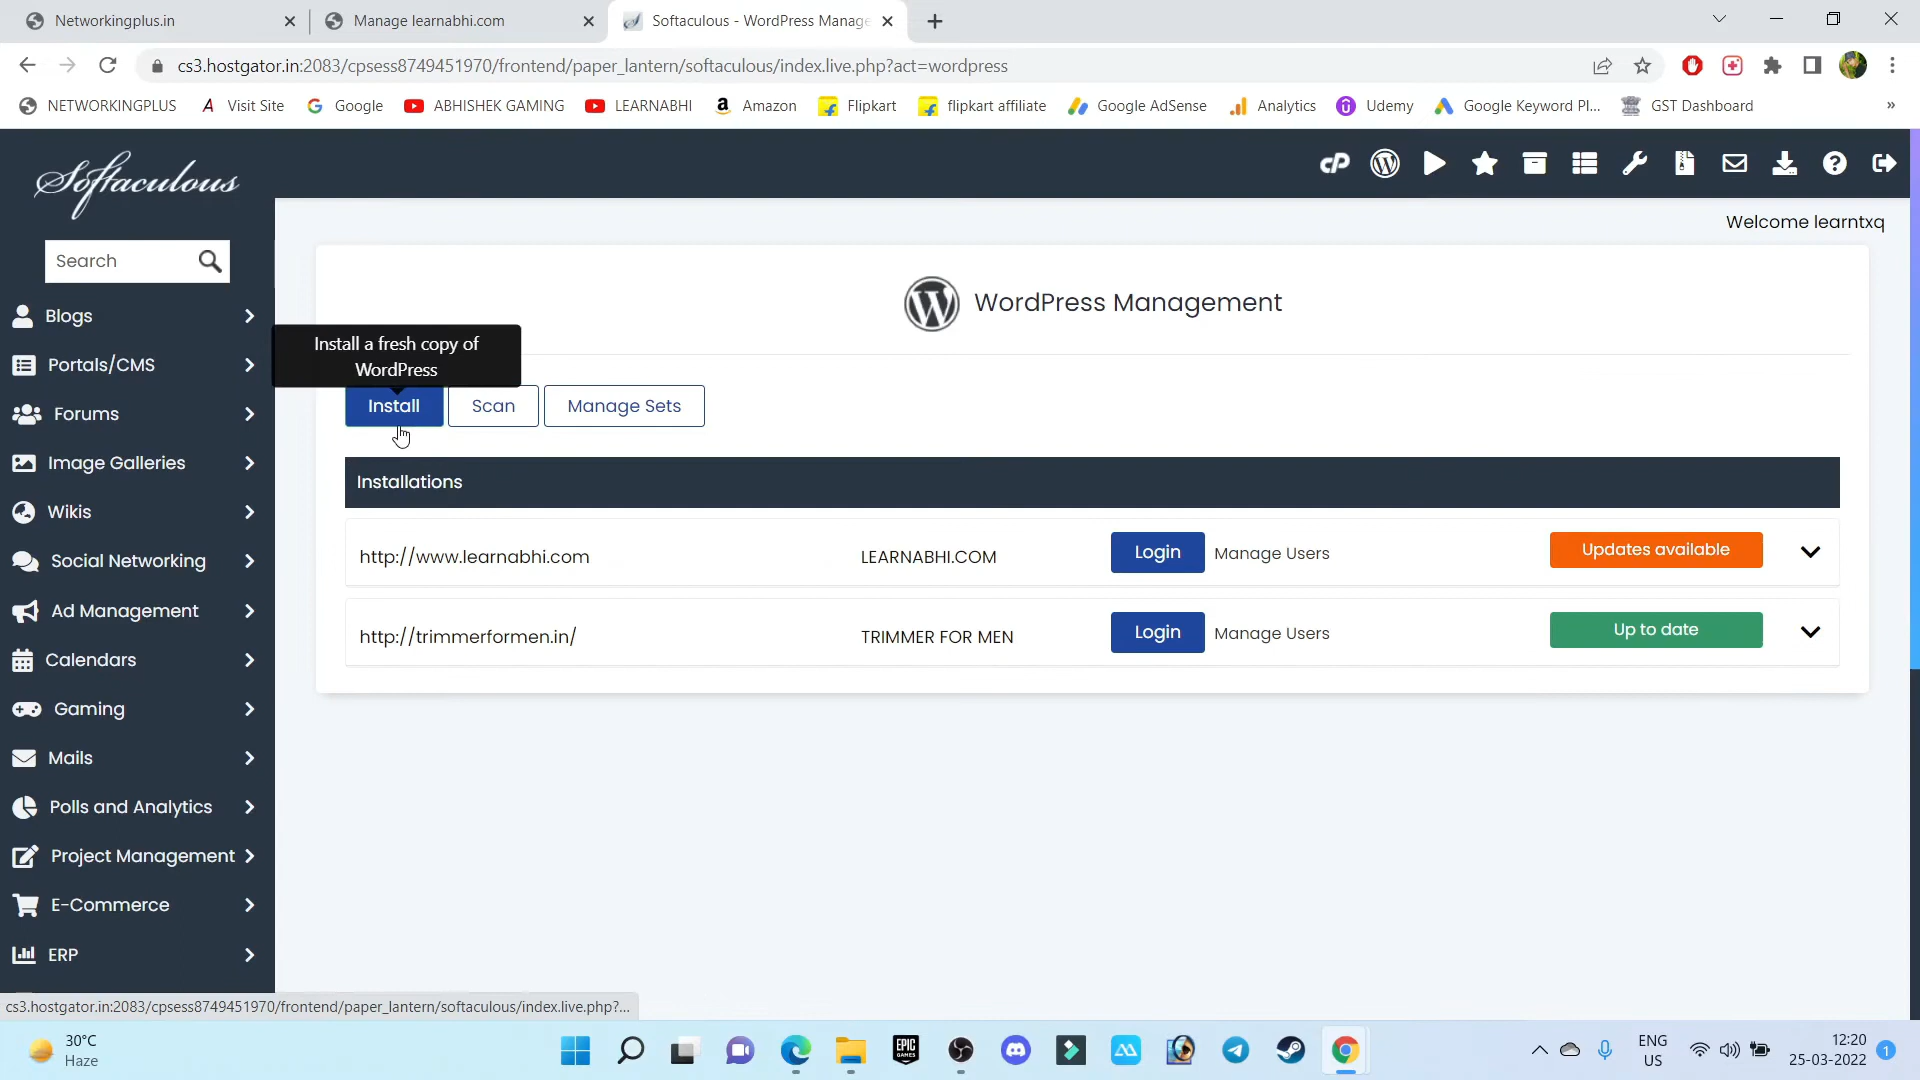 Networkingplus.in
Manage learnabhi.com
Softaculous - WordPress Manage
cs3.hostgator.in:2083/cpsess8749451970/frontend/paper_lantern/softaculous/index.live.php?act=wordpress
NETWORKINGPLUS
Visit Site
Google
ABHISHEK GAMING
LEARNABHI
Amazon
Flipkart
flipkart affiliate
Google AdSense
Analytics
Udemy
Google Keyword Pl...
GST Dashboard
»
Softaculous
cP
Welcome learntxq
Search
Blogs
Portals/CMS
Forums
Image Galleries
Wikis
Social Networking
Ad Management
Calendars
Gaming
Mails
Polls and Analytics
Project Management
E-Commerce
ERP
WordPress Management
Install a fresh copy of
WordPress
Install
Scan
Manage Sets
Installations
http://www.learnabhi.com
LEARNABHI.COM
Login
Manage Users
Updates available
http://trimmerformen.in/
TRIMMER FOR MEN
Login
Manage Users
Up to date
cs3.hostgator.in:2083/cpsess8749451970/frontend/paper_lantern/softaculous/index.live.php?...
30°C
Haze
EPIC
GAMES
ENG
US
12:20
25-03-2022
1